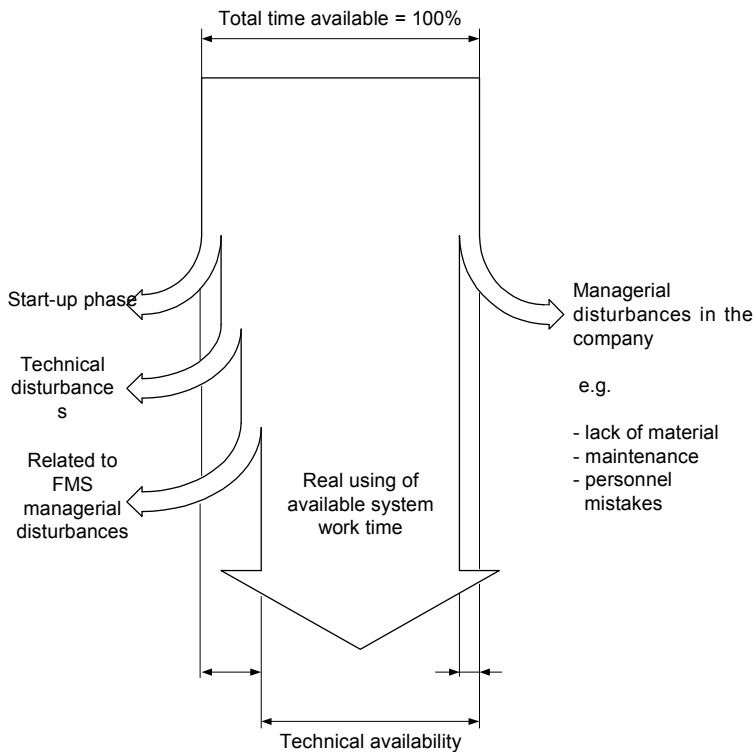 Total time available = 100%
Start-up phase
Technical
disturbance
s
Related to
FMS
managerial
disturbances
Real using of
available system
work time
Managerial
disturbances in the
company
e.g.
- lack of material
- maintenance
- personnel
mistakes
Technical availability